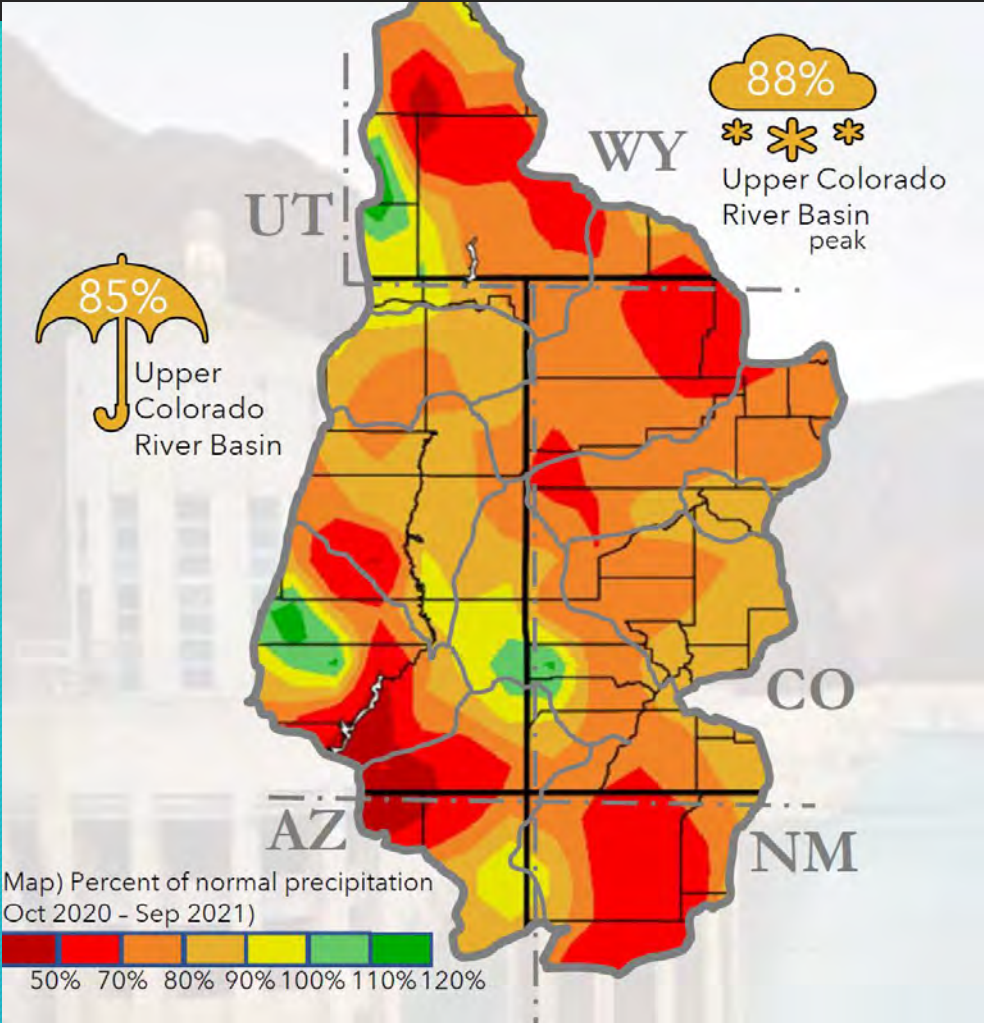 88%
WY
Upper Colorado
River Basin
peak
UT
85%
Upper
Colorado
River Basin
CO
AZ
NM
Map) Percent of normal precipitation
Oct 2020 - Sep 2021)
50% 70% 80% 90% 100% 110% 120%